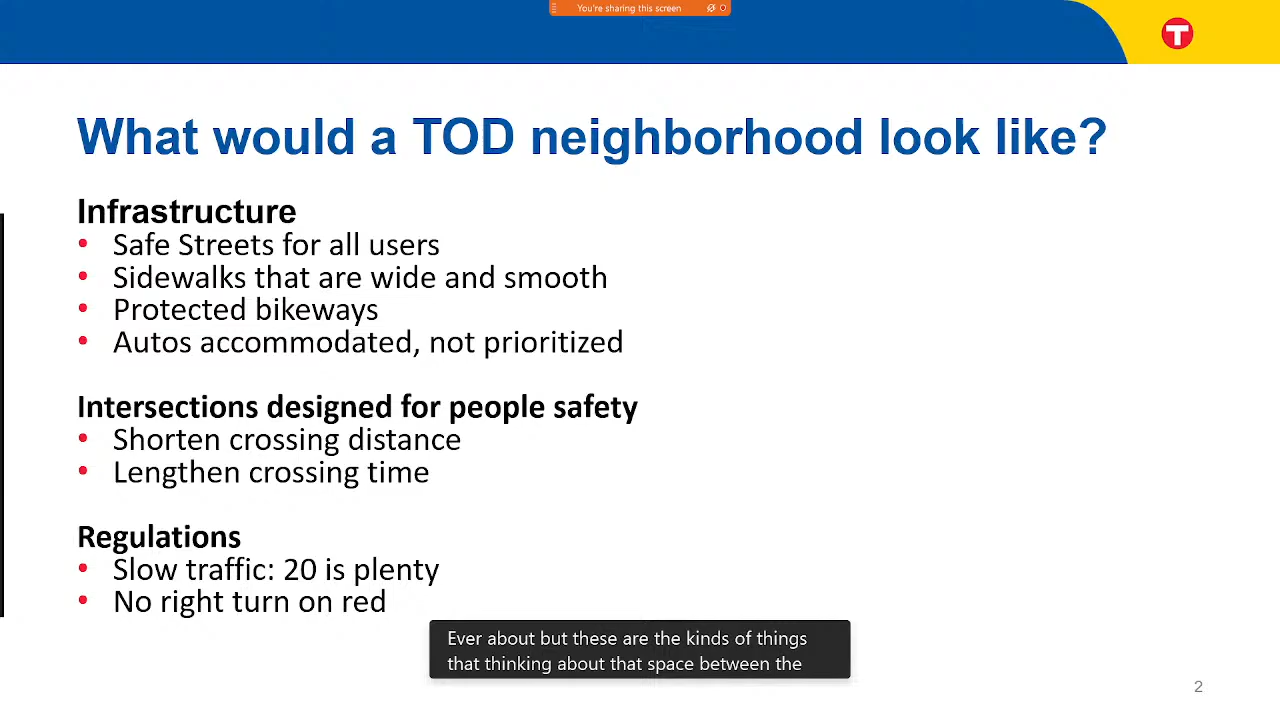 You're sharing this screen
T
What would a TOD neighborhood look like?
Infrastructure
• Safe Streets for all users
• Sidewalks that are wide and smooth
• Protected bikeways
• Autos accommodated, not prioritized
Intersections designed for people safety
• Shorten crossing distance
• Lengthen crossing time
Regulations
• Slow traffic: 20 is plenty
• No right turn on red
Ever about but these are the kinds of things
that thinking about that space between the
2